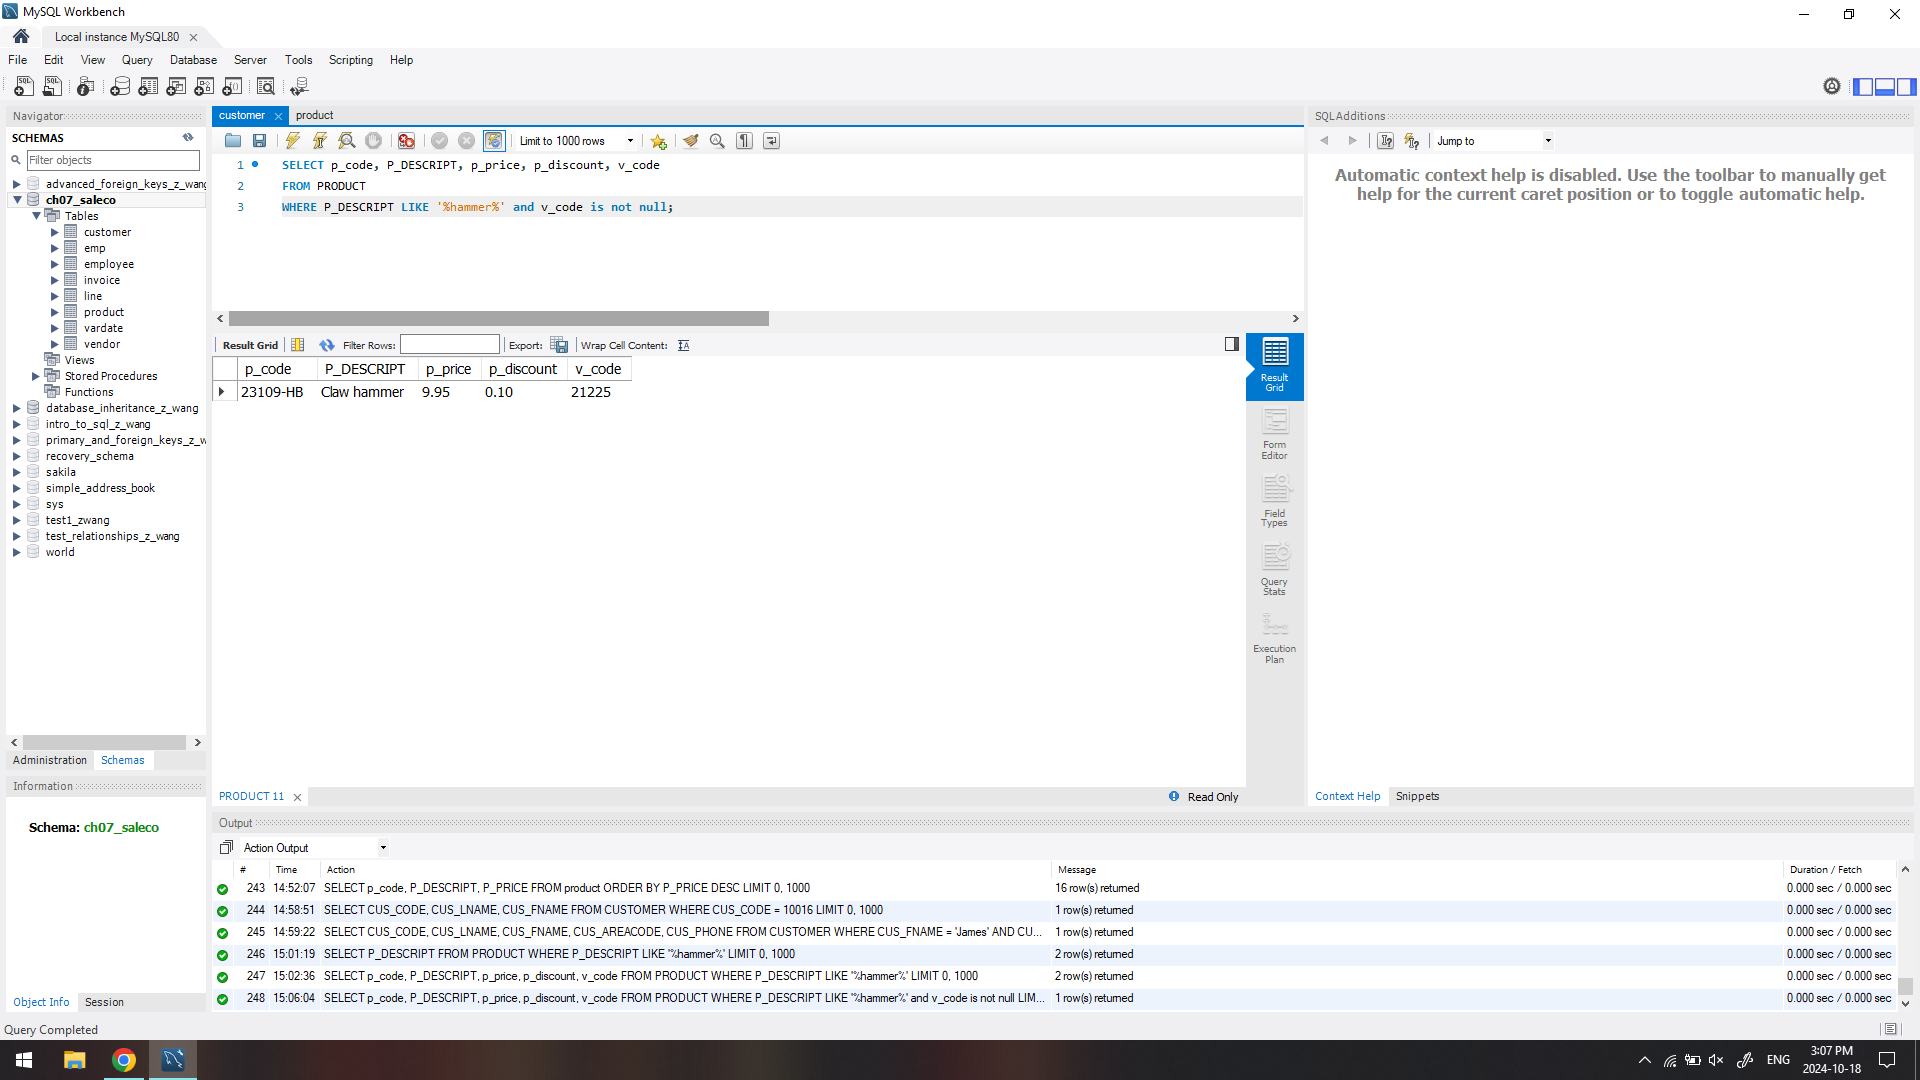 MySQL Workbench
Local instance MySQL80
File Edit View Query Database Server Tools Scripting Help
Navigator
SCHEMAS
Filter objects
advanced_foreign_keys_z_wang
ch07_saleco
Tables
customer
emp
employee
invoice
line
product
vardate
vendor
Views
Stored Procedures
Functions
database_inheritance_z_wang
intro_to_sql_z_wang
primary_and_foreign_keys_z_w
recovery_schema
sakila
simple_address_book
sys
test1_zwang
test_relationships_z_wang
world
Administration Schemas
Information
Schema: ch07_saleco
Object Info Session
customer product
Limit to 1000 rows
1 SELECT p_code, P_DESCRIPT, p_price, p_discount, v_code
2 FROM PRODUCT
3 WHERE P_DESCRIPT LIKE '%hammer%' and v_code is not null;
Result Grid Filter Rows: Export: Wrap Cell Content:
p_code P_DESCRIPT p_price p_discount v_code
23109-HB Claw hammer 9.95 0.10 21225
Result
Grid
Form
Editor
Field
Types
Query
Stats
Execution
Plan
PRODUCT 11 Read Only
SQLAdditions
Jump to
Automatic context help is disabled. Use the toolbar to manually get
help for the current caret position or to toggle automatic help.
Context Help Snippets
Output
Action Output
# Time Action Message Duration / Fetch
243 14:52:07 SELECT p_code, P_DESCRIPT, P_PRICE FROM product ORDER BY P_PRICE DESC LIMIT 0, 1000 16 row(s) returned 0.000 sec / 0.000 sec
244 14:58:51 SELECT CUS_CODE, CUS_LNAME, CUS_FNAME FROM CUSTOMER WHERE CUS_CODE = 10016 LIMIT 0, 1000 1 row(s) returned 0.000 sec / 0.000 sec
245 14:59:22 SELECT CUS_CODE, CUS_LNAME, CUS_FNAME, CUS_AREACODE, CUS_PHONE FROM CUSTOMER WHERE CUS_FNAME = 'James' AND CU... 1 row(s) returned 0.000 sec / 0.000 sec
246 15:01:19 SELECT P_DESCRIPT FROM PRODUCT WHERE P_DESCRIPT LIKE '%hammer%' LIMIT 0, 1000 2 row(s) returned 0.000 sec / 0.000 sec
247 15:02:36 SELECT p_code, P_DESCRIPT, p_price, p_discount, v_code FROM PRODUCT WHERE P_DESCRIPT LIKE '%hammer%' LIMIT 0, 1000 2 row(s) returned 0.000 sec / 0.000 sec
248 15:06:04 SELECT p_code, P_DESCRIPT, p_price, p_discount, v_code FROM PRODUCT WHERE P_DESCRIPT LIKE '%hammer%' and v_code is not null LIM... 1 row(s) returned 0.000 sec / 0.000 sec
Query Completed
ENG
3:07 PM
2024-10-18